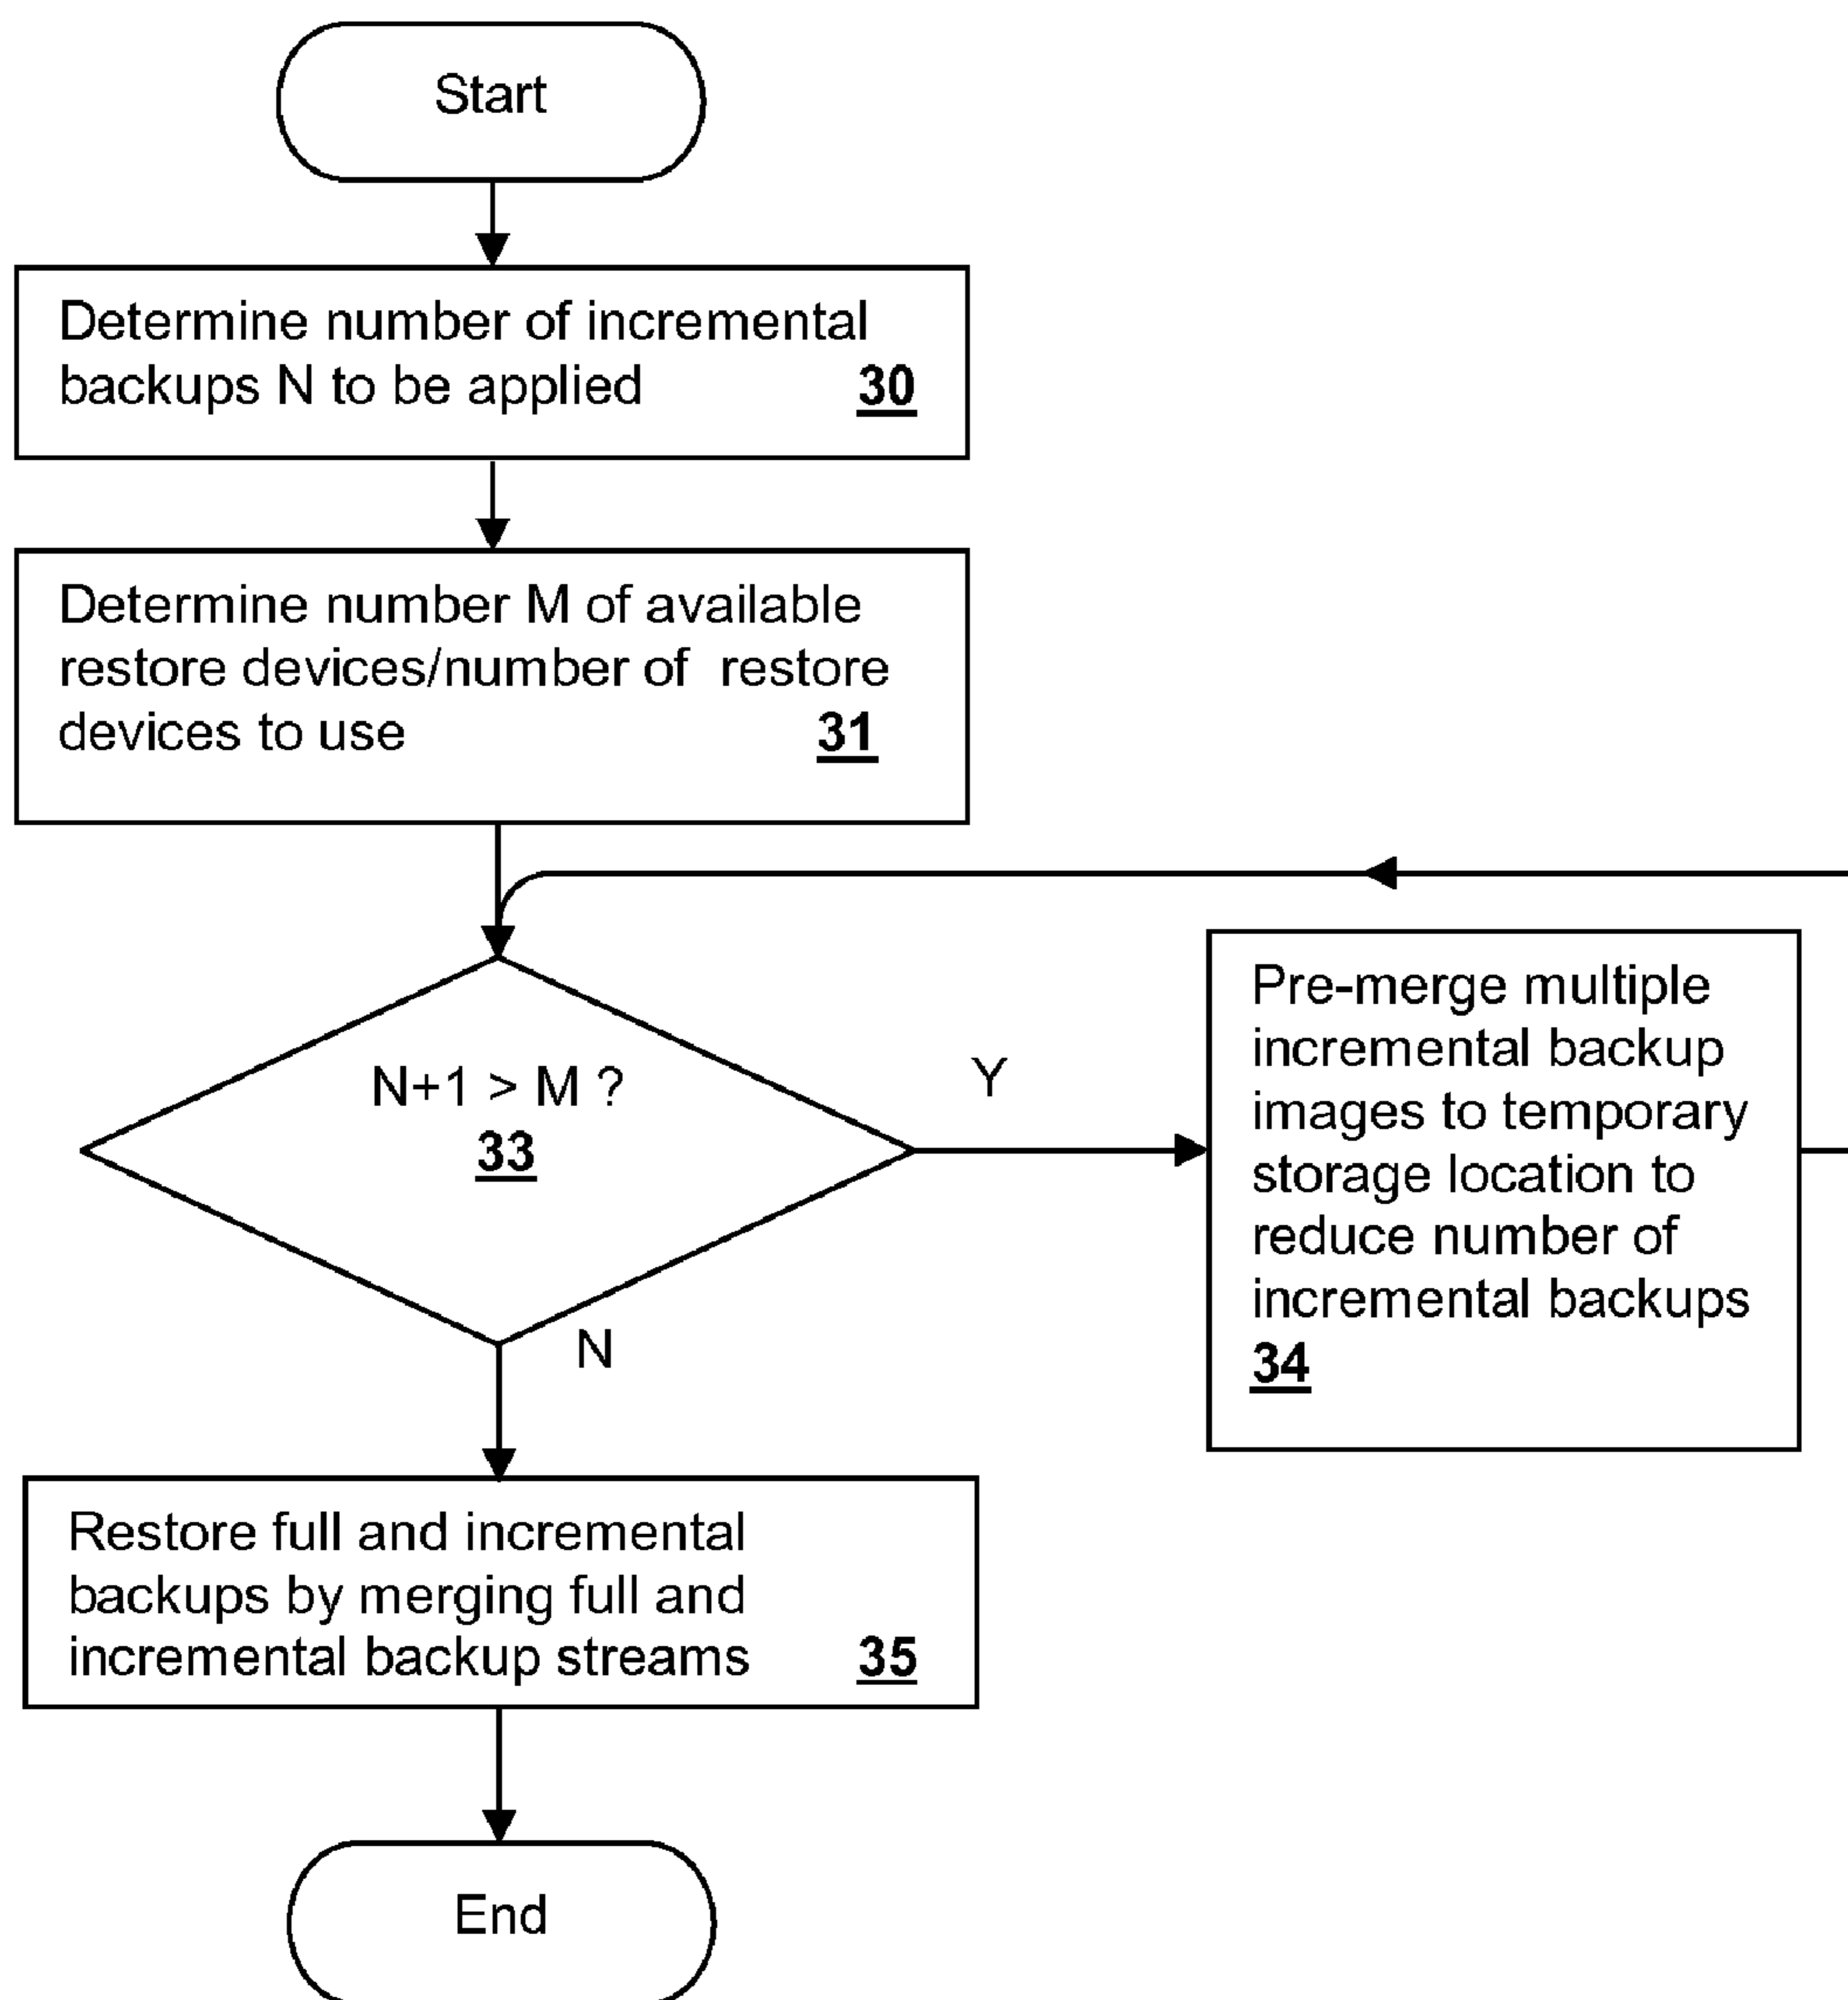 Start
Determine number of incremental
backups N to be applied 30
Determine number M of available
restore devices/number of restore
devices to use 31
N+1 > M ?
33
Y
N
Pre-merge multiple
incremental backup
images to temporary
storage location to
reduce number of
incremental backups
34
Restore full and incremental
backups by merging full and
incremental backup streams 35
End